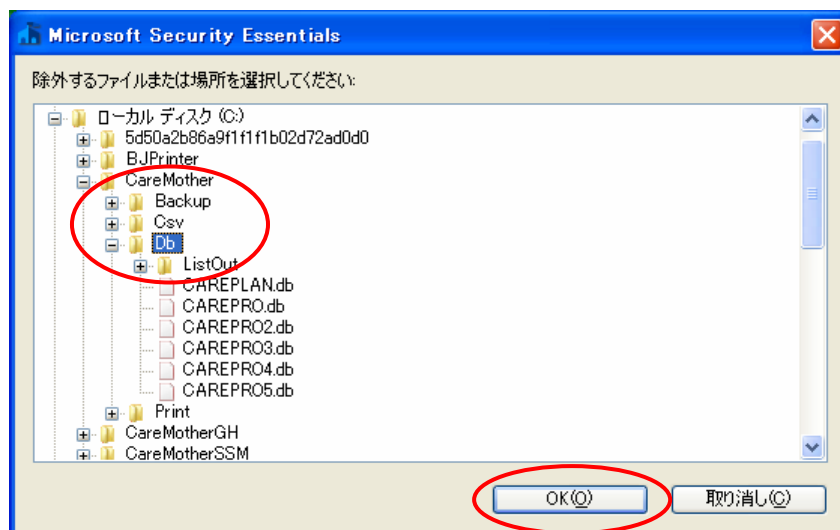 Microsoft Security Essentials
除外するファイルまたは場所を選択してください:
ローカル ディスク (C:)
5d50a2b86a9f1f1f1b02d72ad0d0
BJPrinter
CareMother
Backup
Csv
Db
ListOut
CAREPLAN.db
CAREPRO.db
CAREPRO2.db
CAREPRO3.db
CAREPRO4.db
CAREPRO5.db
Print
CareMotherGH
CareMotherSSM
OK(O) 取り消し(C)